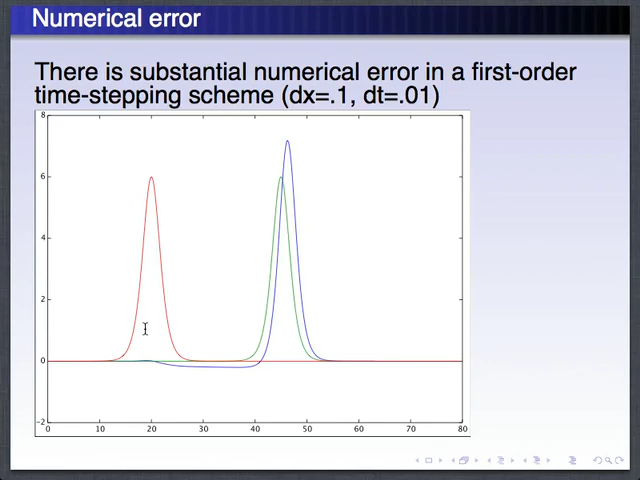 Numerical error
There is substantial numerical error in a first-order
time-stepping scheme (dx=.1, dt=.01)
8
6
4
2
0
−2
0 10 20 30 40 50 60 70 80